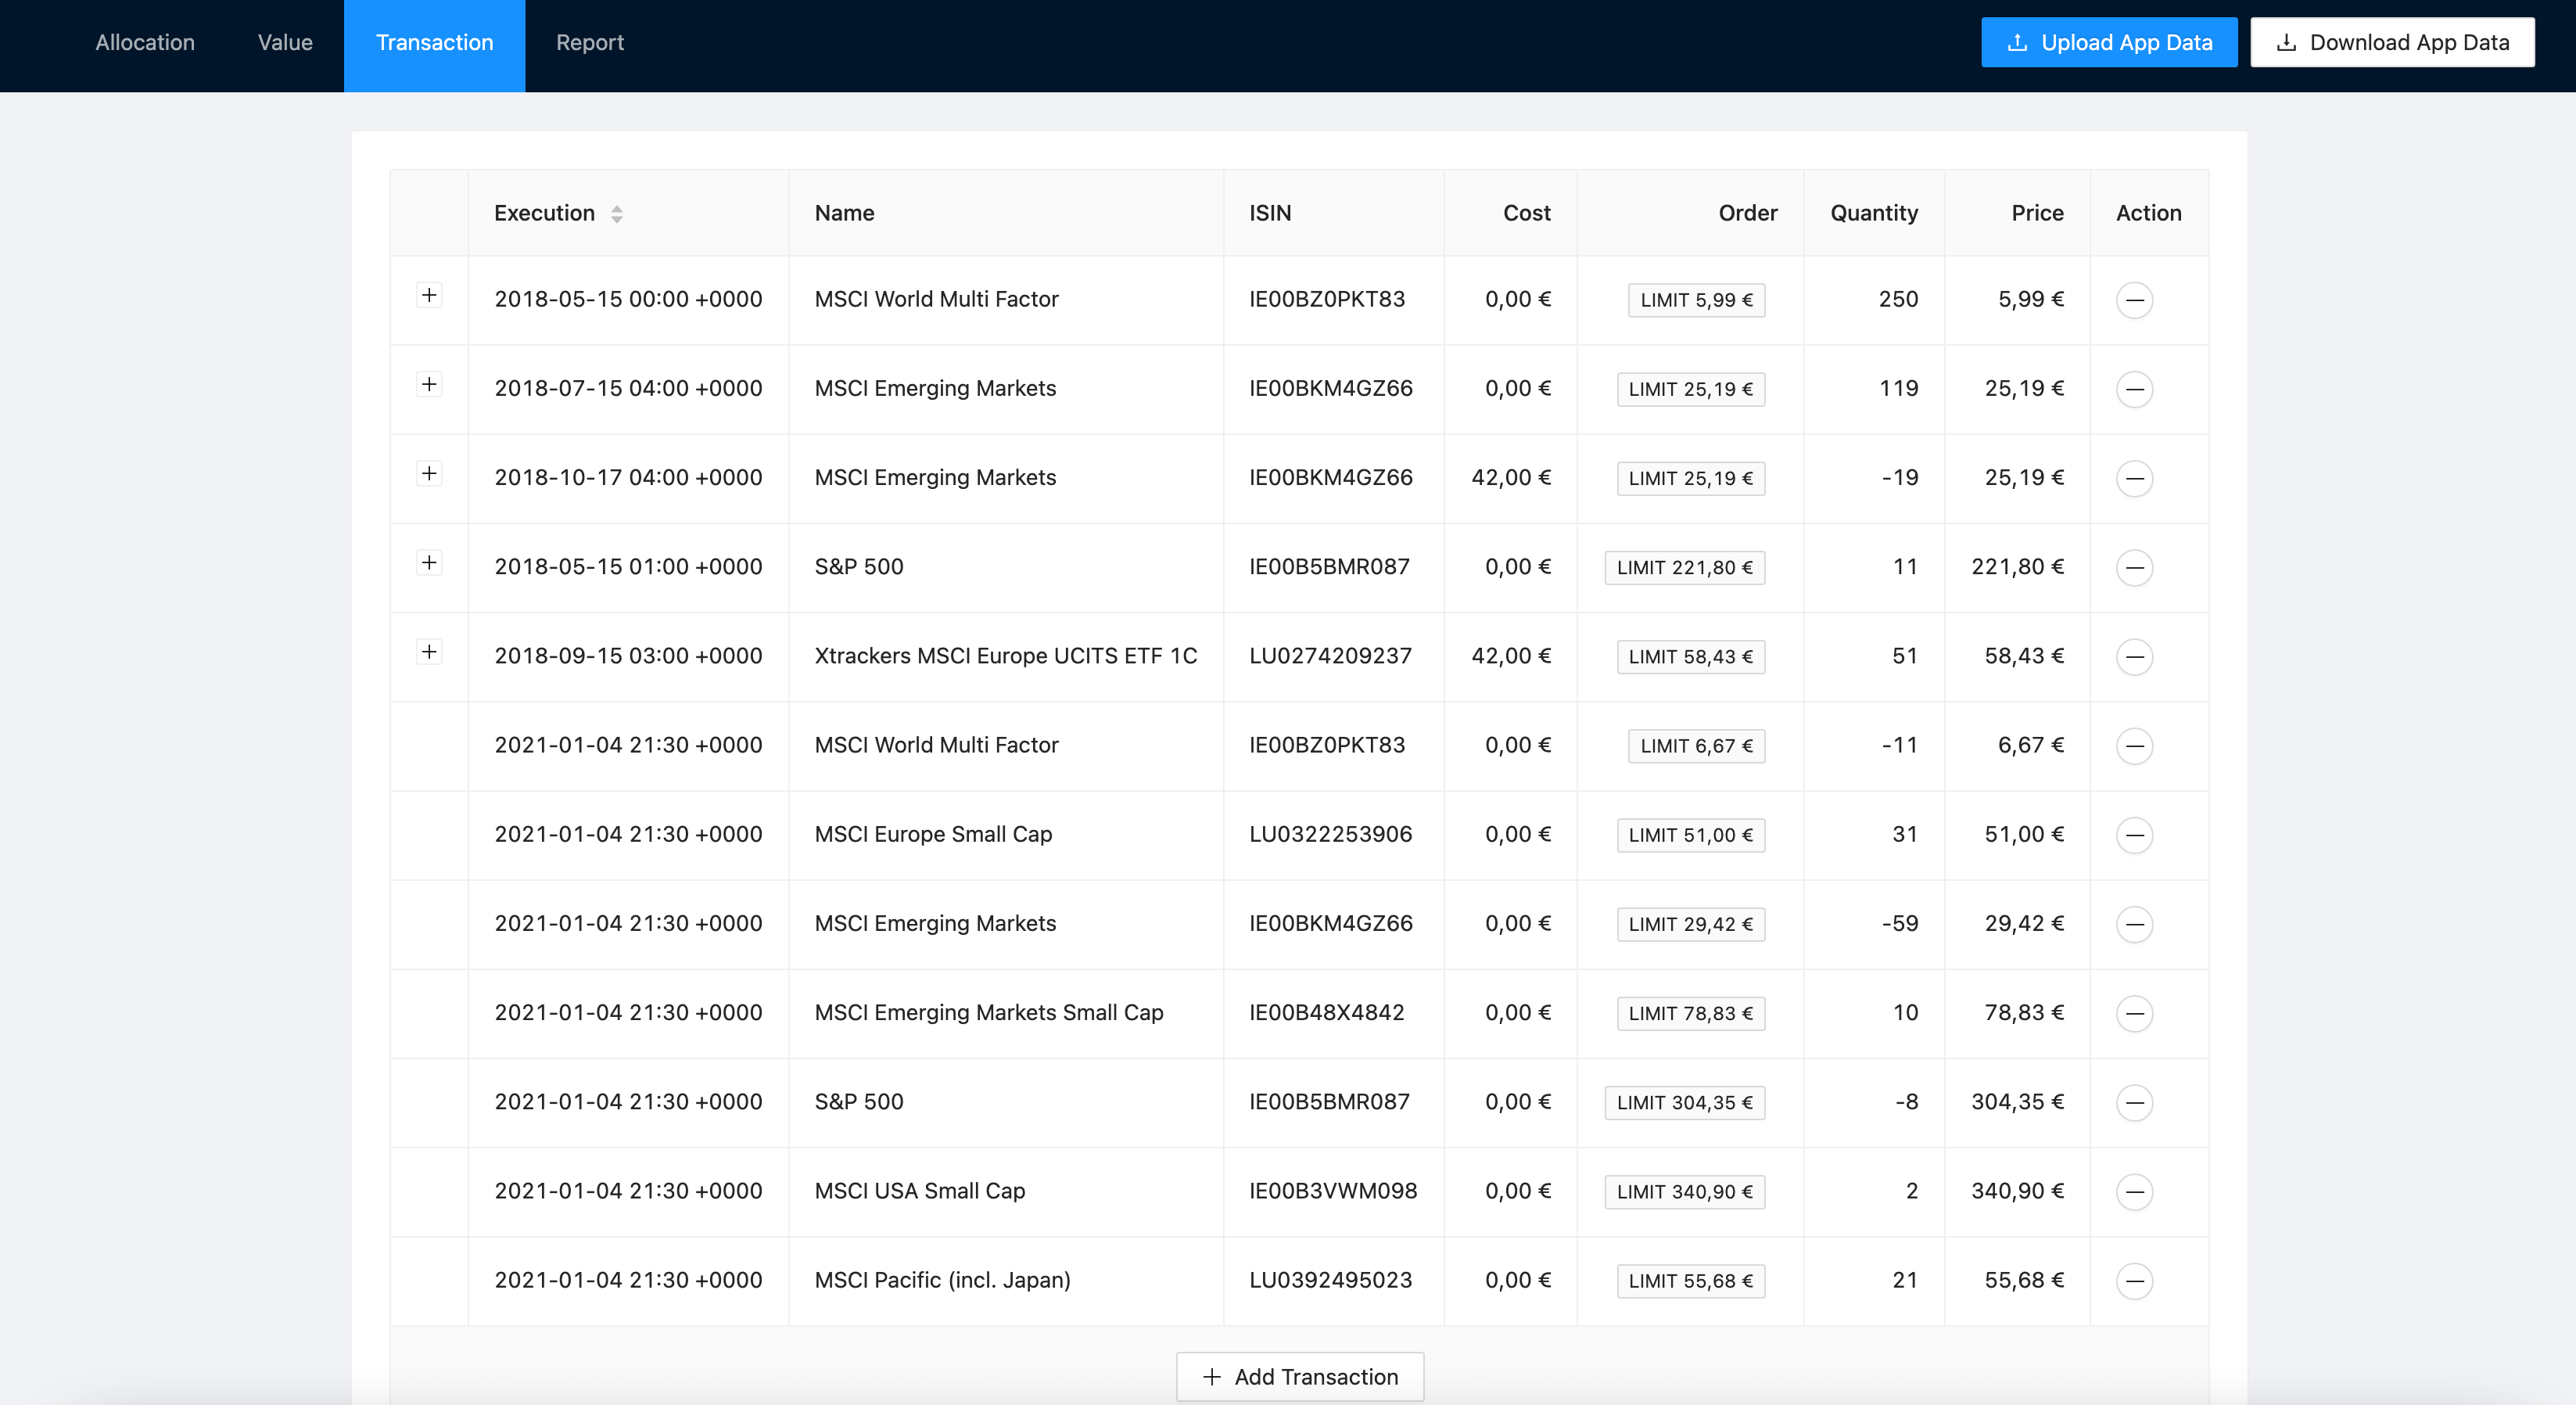 Allocation Value Transaction Report Upload App Data Download App Data
Execution Name ISIN Cost Order Quantity Price Action
2018-05-15 00:00 +0000 MSCI World Multi Factor IE00BZ0PKT83 0,00 € LIMIT 5,99 € 250 5,99 €
2018-07-15 04:00 +0000 MSCI Emerging Markets IE00BKM4GZ66 0,00 € LIMIT 25,19 € 119 25,19 €
2018-10-17 04:00 +0000 MSCI Emerging Markets IE00BKM4GZ66 42,00 € LIMIT 25,19 € -19 25,19 €
2018-05-15 01:00 +0000 S&P 500 IE00B5BMR087 0,00 € LIMIT 221,80 € 11 221,80 €
2018-09-15 03:00 +0000 Xtrackers MSCI Europe UCITS ETF 1C LU0274209237 42,00 € LIMIT 58,43 € 51 58,43 €
2021-01-04 21:30 +0000 MSCI World Multi Factor IE00BZ0PKT83 0,00 € LIMIT 6,67 € -11 6,67 €
2021-01-04 21:30 +0000 MSCI Europe Small Cap LU0322253906 0,00 € LIMIT 51,00 € 31 51,00 €
2021-01-04 21:30 +0000 MSCI Emerging Markets IE00BKM4GZ66 0,00 € LIMIT 29,42 € -59 29,42 €
2021-01-04 21:30 +0000 MSCI Emerging Markets Small Cap IE00B48X4842 0,00 € LIMIT 78,83 € 10 78,83 €
2021-01-04 21:30 +0000 S&P 500 IE00B5BMR087 0,00 € LIMIT 304,35 € -8 304,35 €
2021-01-04 21:30 +0000 MSCI USA Small Cap IE00B3VWM098 0,00 € LIMIT 340,90 € 2 340,90 €
2021-01-04 21:30 +0000 MSCI Pacific (incl. Japan) LU0392495023 0,00 € LIMIT 55,68 € 21 55,68 €
+ Add Transaction